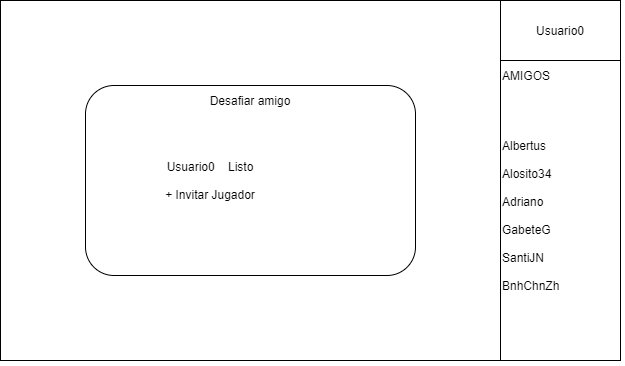 Usuario0
AMIGOS
Desafiar amigo
Usuario0 Listo
+ Invitar Jugador
Albertus
Alosito34
Adriano
GabeteG
SantiJN
BnhChnZh